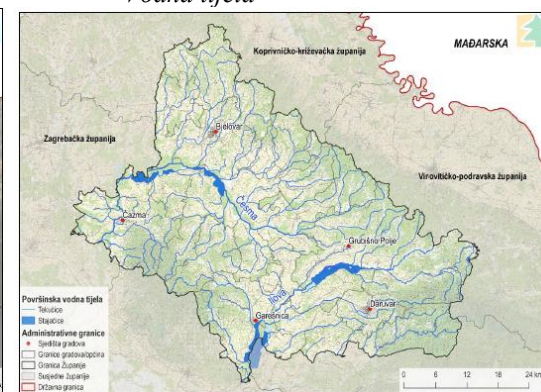 Vodna tijela
Koprivničko-križevačka županija
MAĐARSKA
Bjelovar
Zagrebačka županija
Virovitičko-podravska županija
Čazma
Česma
Grubišno Polje
Ilova
Daruvar
Garešnica
Površinska vodna tijela
Tekućice
Stajaćice
Administrativne granice
Sjedišta gradova
Granice gradova/općina
Granica Županije
Susjedne županije
Državna granica
0 6 12 18 24 km